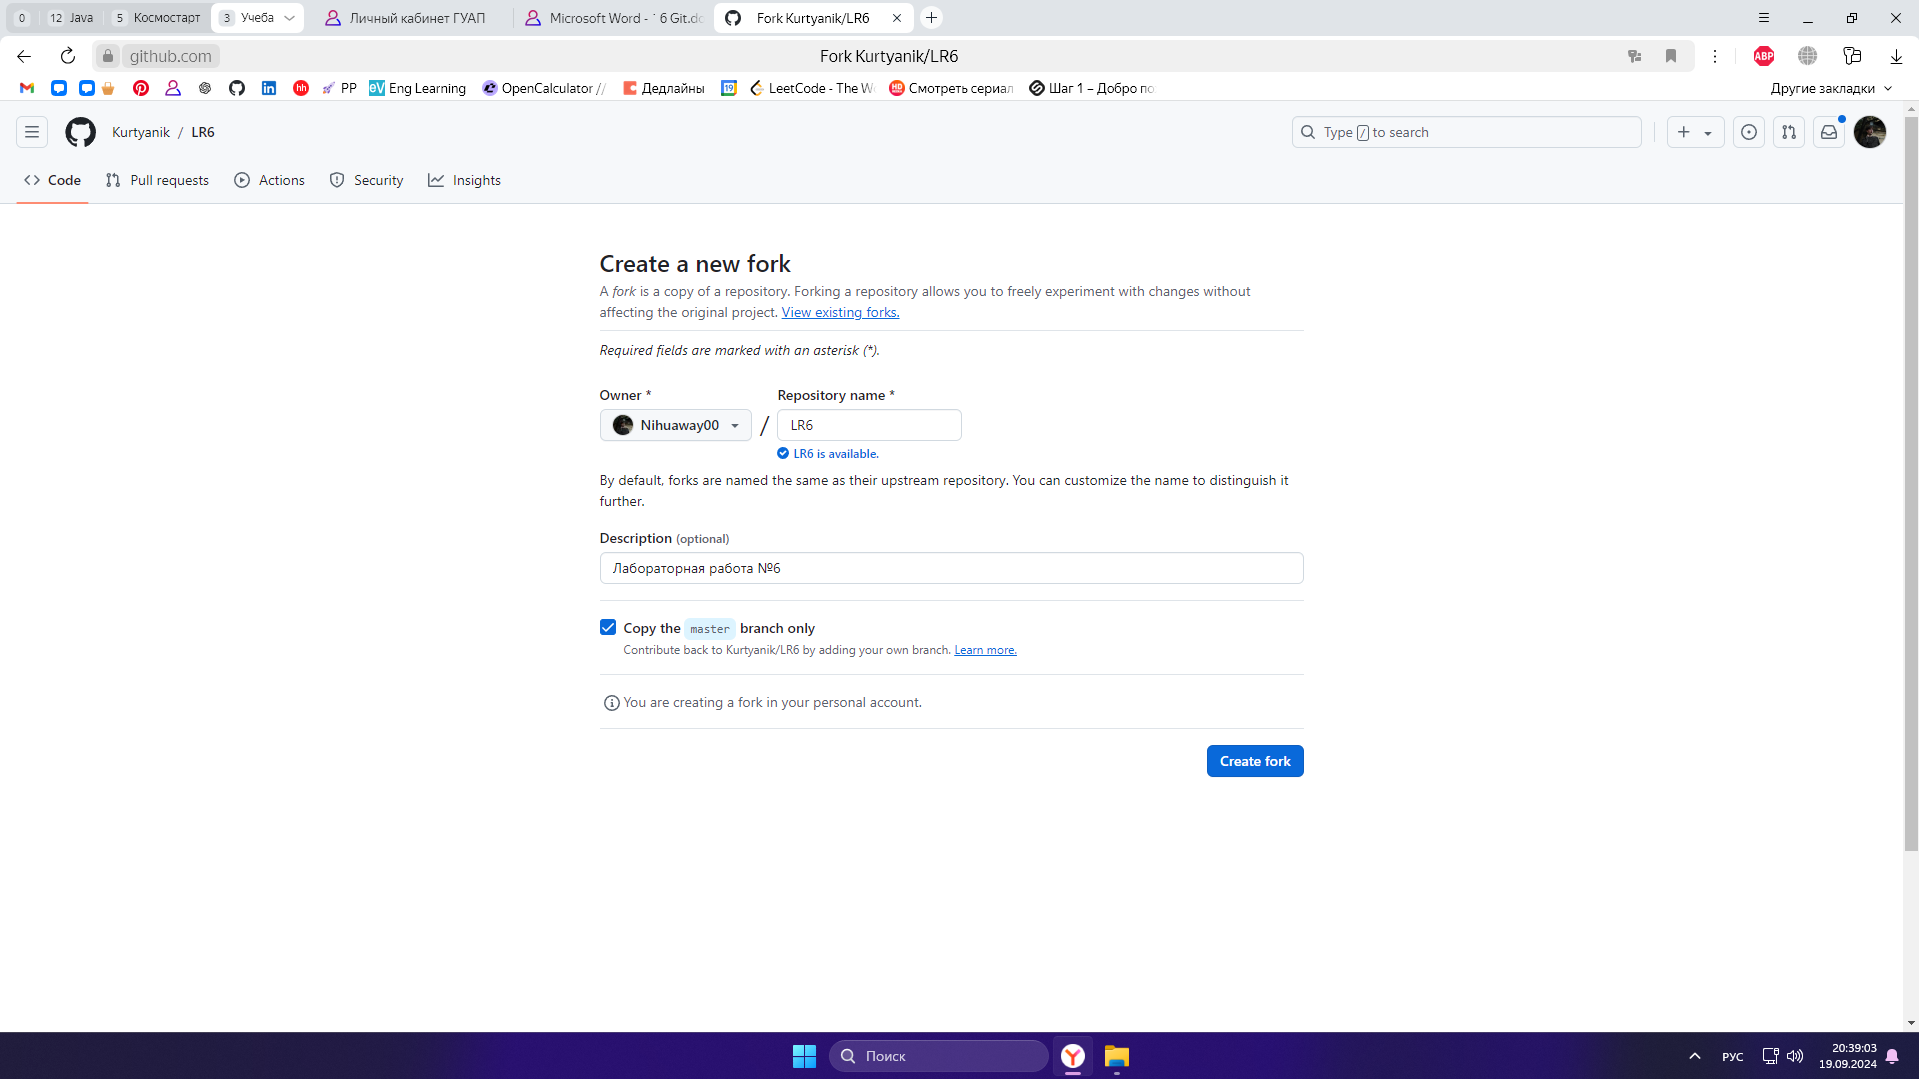 0
12 Java
5 Космостарт
3 Учеба
Личный кабинет ГУАП
Microsoft Word - ` 6 Git.dc
Fork Kurtyanik/LR6
github.com
Fork Kurtyanik/LR6
ABP
hh
PP
eV Eng Learning
OpenCalculator //
Дедлайны
19
LeetCode - The W
HD Смотреть сериал
Шаг 1 – Добро по
Другие закладки
Kurtyanik / LR6
Type / to search
Code
Pull requests
Actions
Security
Insights
Create a new fork
A fork is a copy of a repository. Forking a repository allows you to freely experiment with changes without
affecting the original project. View existing forks.
Required fields are marked with an asterisk (*).
Owner *
Repository name *
Nihuaway00
/
LR6
LR6 is available.
By default, forks are named the same as their upstream repository. You can customize the name to distinguish it
further.
Description (optional)
Лабораторная работа №6
Copy the master branch only
Contribute back to Kurtyanik/LR6 by adding your own branch. Learn more.
You are creating a fork in your personal account.
Create fork
Поиск
РУС
20:39:03
19.09.2024